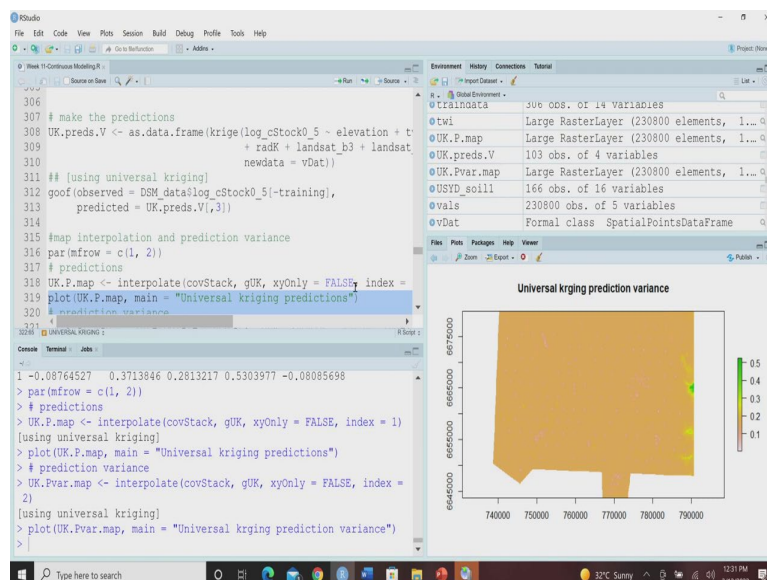 RStudio
File Edit Code View Plots Session Build Debug Profile Tools Help
Go to file/function Addins Project: (None
Week 11-Continuous Modelling.R
Source on Save Run Source
306
307 # make the predictions
308 UK.preds.V <- as.data.frame(krige(log_cStock0_5 ~ elevation + t
309 + radK + landsat_b3 + landsat_
310 newdata = vDat))
311 ## [using universal kriging]
312 goof(observed = DSM_data$log_cStock0_5[-training],
313 predicted = UK.preds.V[,3])
314
315 #map interpolation and prediction variance
316 par(mfrow = c(1, 2))
317 # predictions
318 UK.P.map <- interpolate(covStack, gUK, xyOnly = FALSE, index =
319 plot(UK.P.map, main = "Universal kriging predictions")
320 # prediction variance
321
322:65 UNIVERSAL KRIGING R Script
Console Terminal Jobs
1 -0.08764527 0.3713846 0.2813217 0.5303977 -0.08085698
> par(mfrow = c(1, 2))
> # predictions
> UK.P.map <- interpolate(covStack, gUK, xyOnly = FALSE, index = 1)
[using universal kriging]
> plot(UK.P.map, main = "Universal kriging predictions")
> # prediction variance
> UK.Pvar.map <- interpolate(covStack, gUK, xyOnly = FALSE, index =
2)
[using universal kriging]
> plot(UK.Pvar.map, main = "Universal krging prediction variance")
>
Environment History Connections Tutorial
Import Dataset List
R Global Environment
traindata 306 obs. of 14 variables
twi Large RasterLayer (230800 elements, 1....
UK.P.map Large RasterLayer (230800 elements, 1....
UK.preds.V 103 obs. of 4 variables
UK.Pvar.map Large RasterLayer (230800 elements, 1....
USYD_soil1 166 obs. of 16 variables
vals 230800 obs. of 5 variables
vDat Formal class SpatialPointsDataFrame
Files Plots Packages Help Viewer
Zoom Export Publish
Universal krging prediction variance
6675000
6665000
6655000
6645000
740000 750000 760000 770000 780000 790000
0.5
0.4
0.3
0.2
0.1
Type here to search 32°C Sunny 12:31 PM